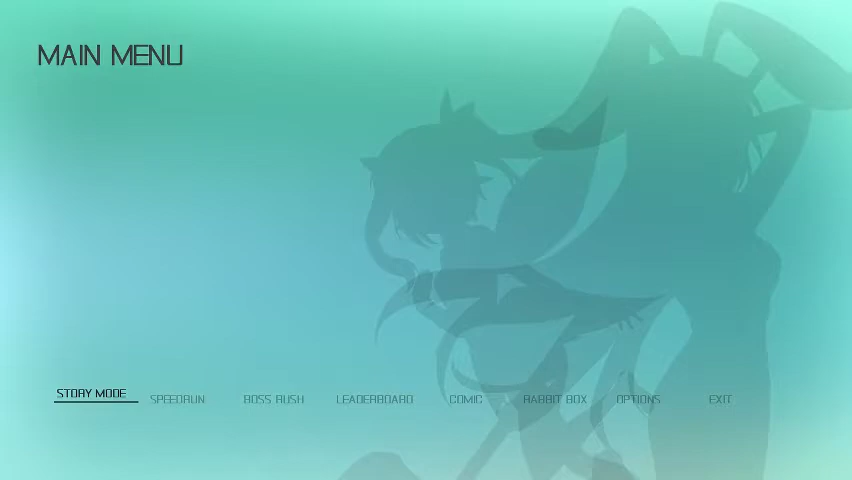 MAIN MENU
STORY MODE SPEEDRUN BOSS RUSH LEADERBOARD COMIC RABBIT BOX OPTIONS EXIT